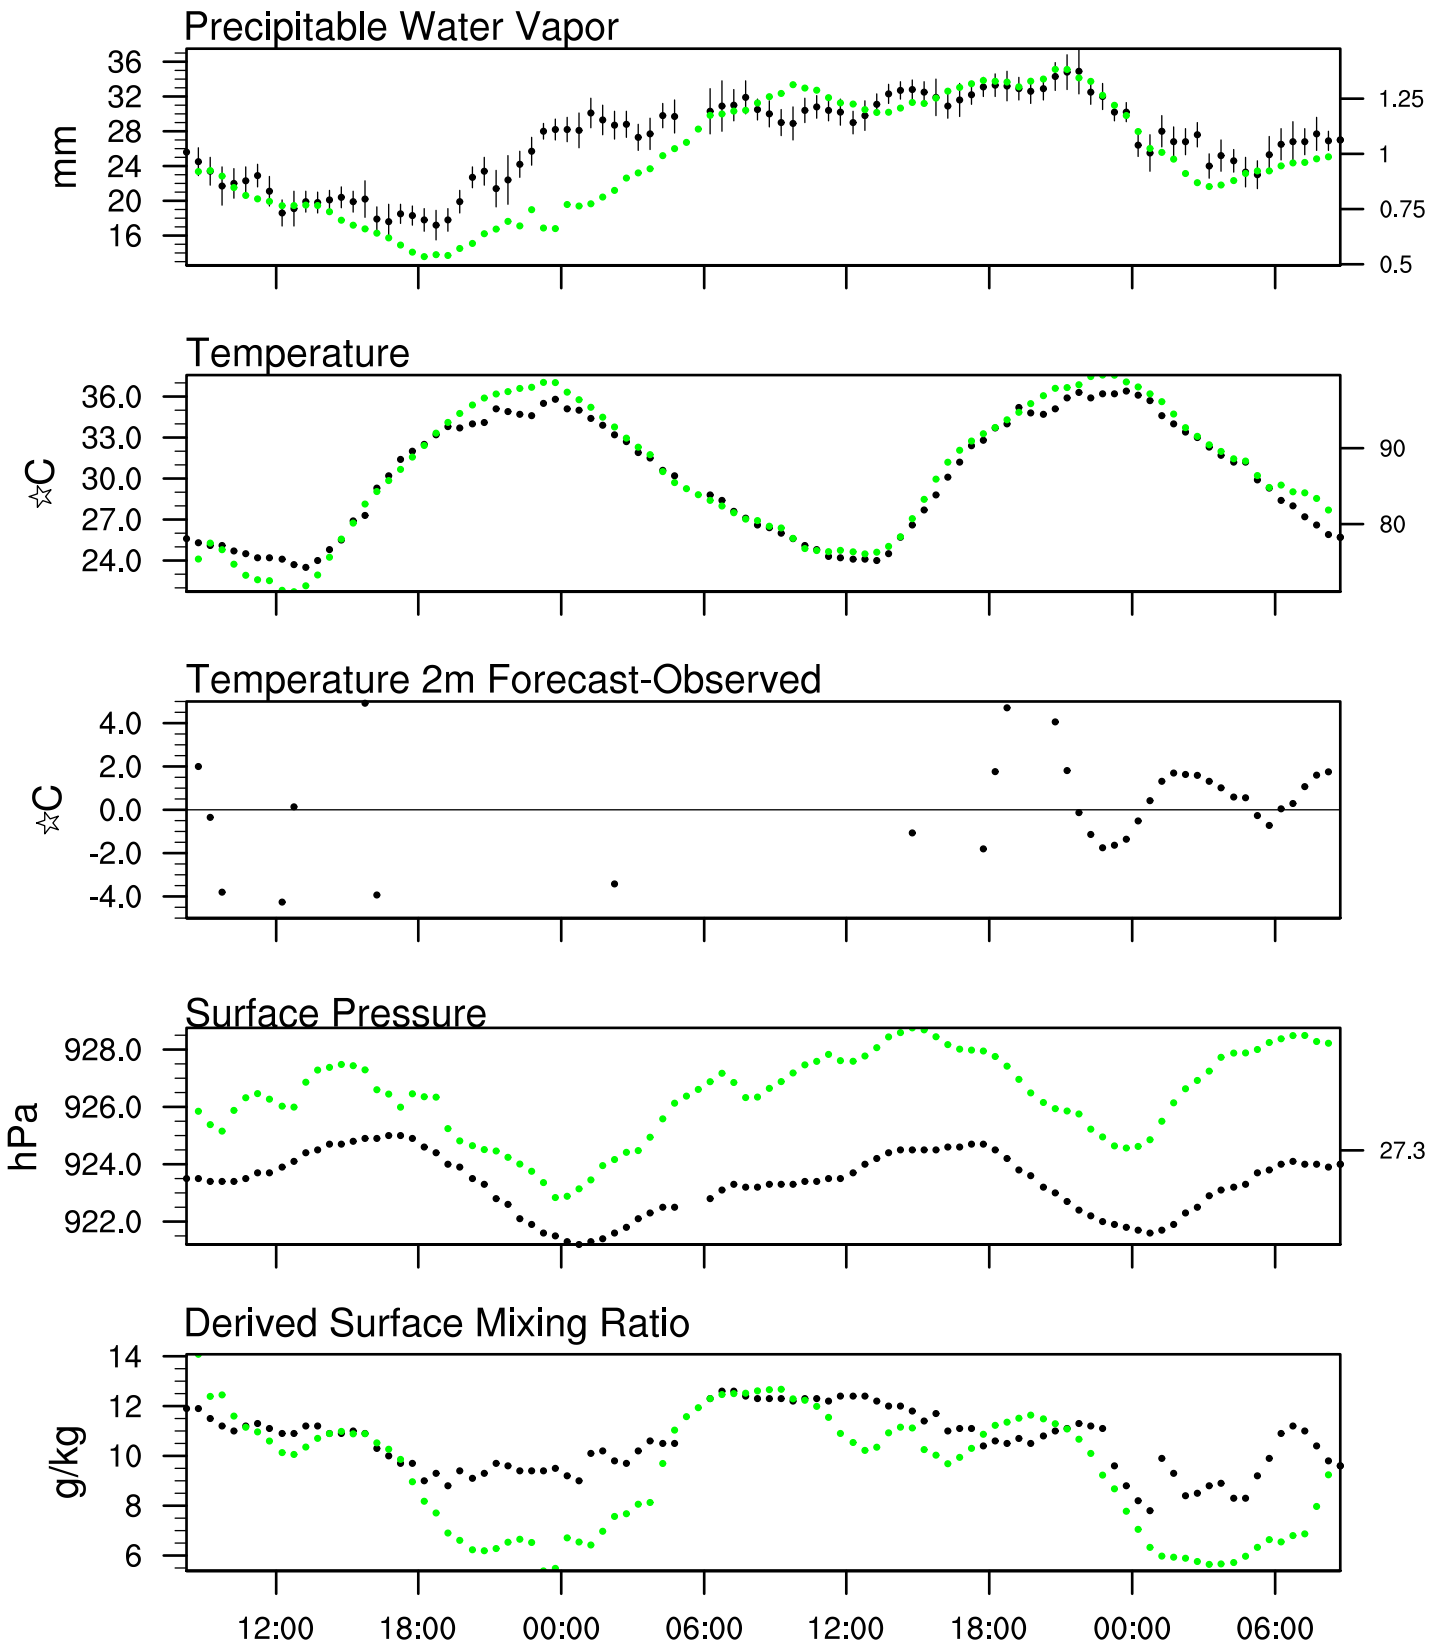 Precipitable Water Vapor
36
32
28
24
20
16
mm
1.25
1
0.75
0.5
Temperature
36.0
33.0
30.0
27.0
24.0
☆C
90
80
Temperature 2m Forecast-Observed
4.0
2.0
0.0
-2.0
-4.0
☆C
Surface Pressure
928.0
926.0
924.0
922.0
hPa
27.3
Derived Surface Mixing Ratio
14
12
10
8
6
g/kg
12:00 18:00 00:00 06:00 12:00 18:00 00:00 06:00